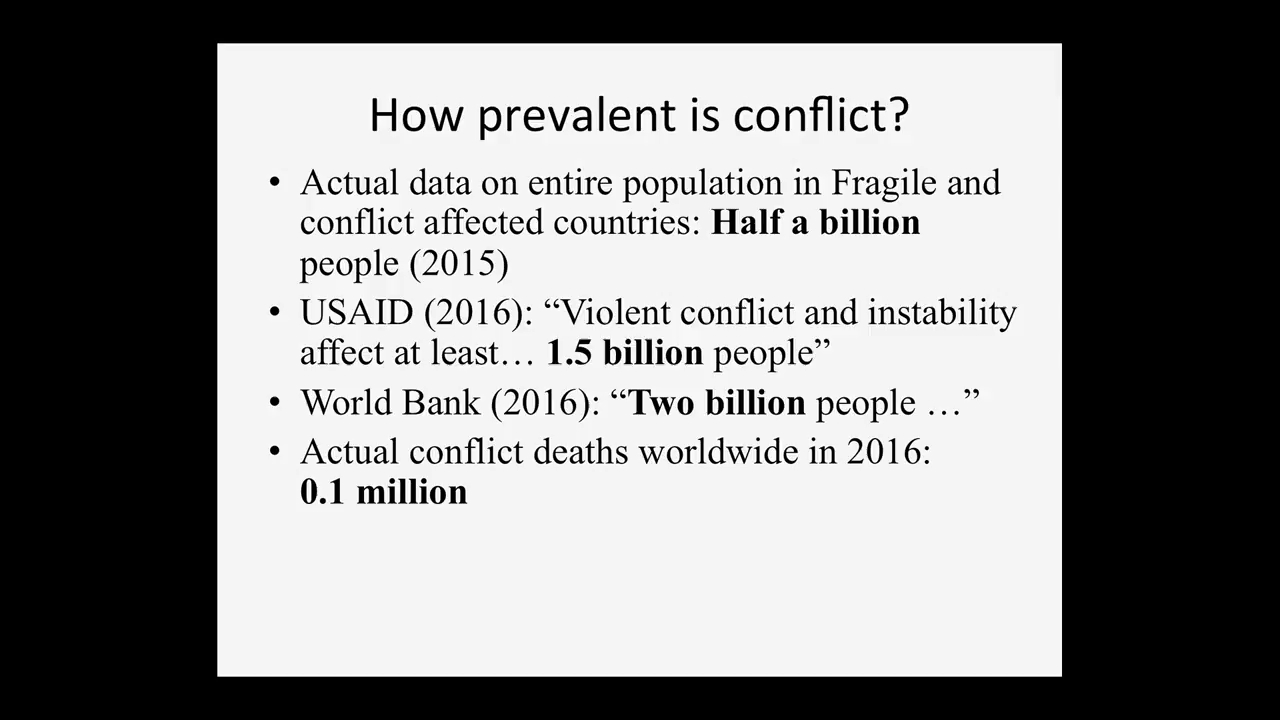 How prevalent is conflict?
• Actual data on entire population in Fragile and
conflict affected countries: Half a billion
people (2015)
• USAID (2016): “Violent conflict and instability
affect at least… 1.5 billion people”
• World Bank (2016): “Two billion people …”
• Actual conflict deaths worldwide in 2016:
0.1 million